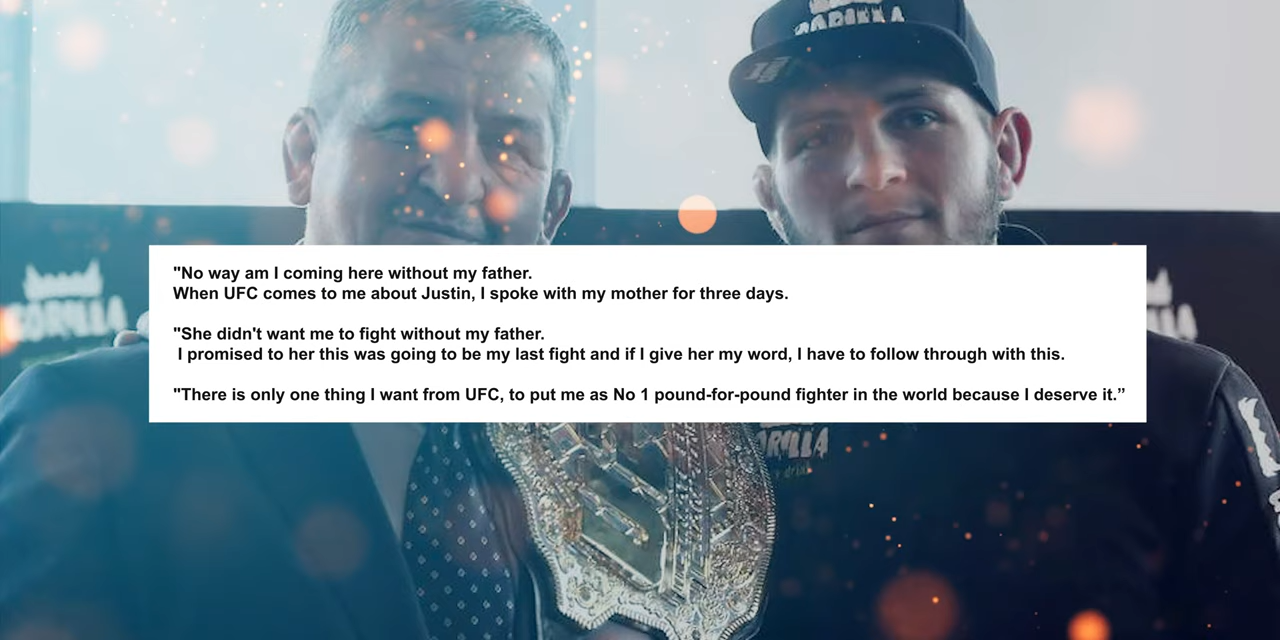 GORILLA
"No way am I coming here without my father.
When UFC comes to me about Justin, I spoke with my mother for three days.
"She didn't want me to fight without my father.
I promised to her this was going to be my last fight and if I give her my word, I have to follow through with this.
"There is only one thing I want from UFC, to put me as No 1 pound-for-pound fighter in the world because I deserve it.”
GORILLA